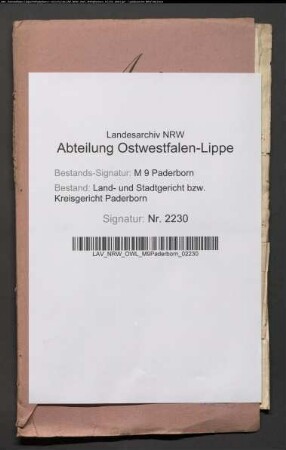 Landesarchiv NRW
Abteilung Ostwestfalen-Lippe
Bestands-Signatur: M 9 Paderborn
Bestand: Land- und Stadtgericht bzw.
Kreisgericht Paderborn
Signatur: Nr. 2230
LAV_NRW_OWL_M9Paderborn_02230